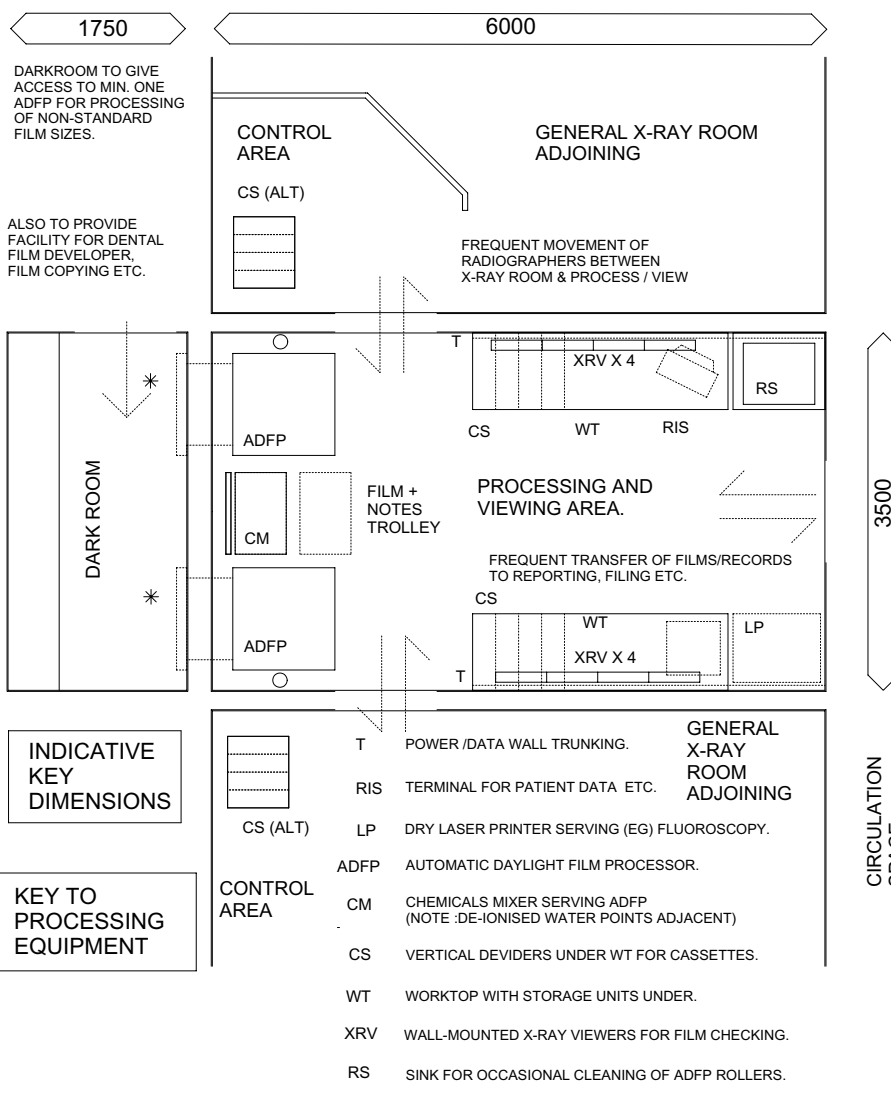 1750
6000
DARKROOM TO GIVE
ACCESS TO MIN. ONE
ADFP FOR PROCESSING
OF NON-STANDARD
FILM SIZES.
CONTROL
AREA
GENERAL X-RAY ROOM
ADJOINING
CS (ALT)
ALSO TO PROVIDE
FACILITY FOR DENTAL
FILM DEVELOPER,
FILM COPYING ETC.
FREQUENT MOVEMENT OF
RADIOGRAPHERS BETWEEN
X-RAY ROOM & PROCESS / VIEW
T
XRV X 4
RS
ADFP
CS
WT
RIS
DARK ROOM
CM
FILM +
NOTES
TROLLEY
PROCESSING AND
VIEWING AREA.
3500
FREQUENT TRANSFER OF FILMS/RECORDS
TO REPORTING, FILING ETC.
CS
WT
LP
ADFP
XRV X 4
T
INDICATIVE
KEY
DIMENSIONS
GENERAL
X-RAY
ROOM
ADJOINING
CS (ALT)
CONTROL
AREA
CIRCULATION
SPACE
KEY TO
PROCESSING
EQUIPMENT
T POWER /DATA WALL TRUNKING.
RIS TERMINAL FOR PATIENT DATA ETC.
LP DRY LASER PRINTER SERVING (EG) FLUOROSCOPY.
ADFP AUTOMATIC DAYLIGHT FILM PROCESSOR.
CM CHEMICALS MIXER SERVING ADFP
(NOTE :DE-IONISED WATER POINTS ADJACENT)
CS VERTICAL DEVIDERS UNDER WT FOR CASSETTES.
WT WORKTOP WITH STORAGE UNITS UNDER.
XRV WALL-MOUNTED X-RAY VIEWERS FOR FILM CHECKING.
RS SINK FOR OCCASIONAL CLEANING OF ADFP ROLLERS.